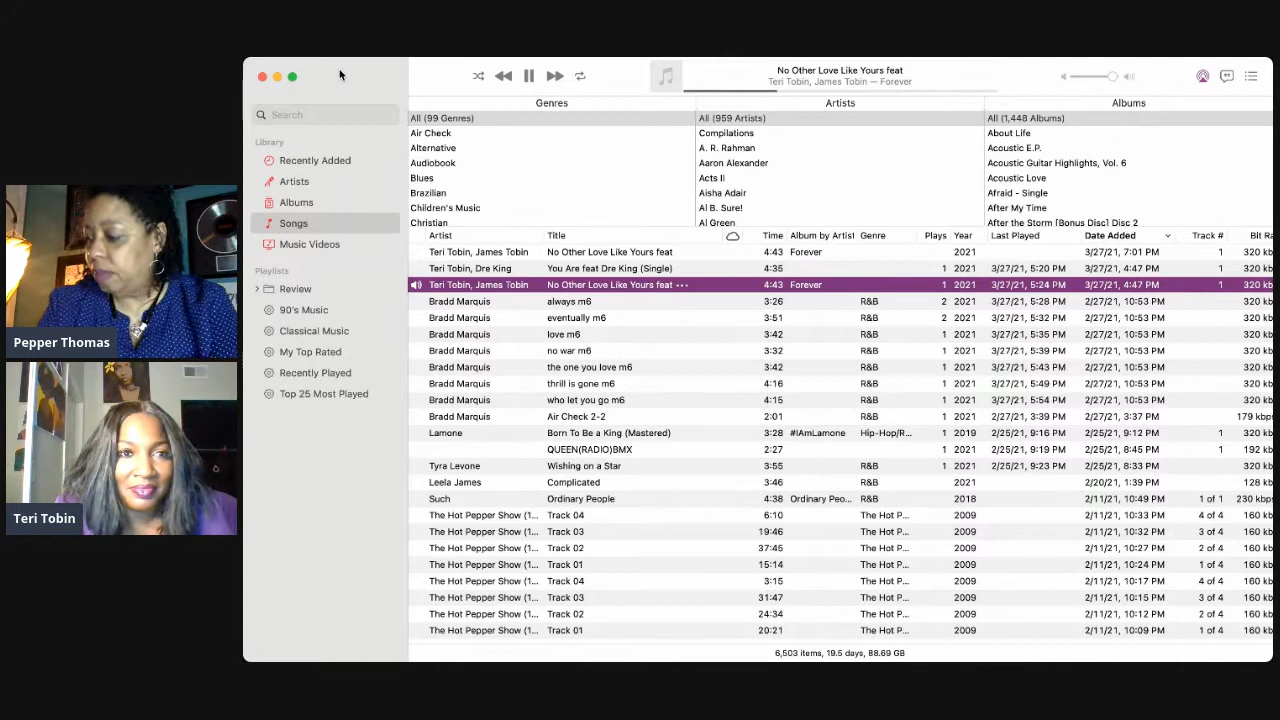 No Other Love Like Yours feat
Teri Tobin, James Tobin — Forever
Search
Library
Recently Added
Artists
Albums
Songs
Music Videos
Playlists
Review
90's Music
Classical Music
My Top Rated
Recently Played
Top 25 Most Played
Pepper Thomas
Teri Tobin
Genres Artists Albums
All (99 Genres) All (959 Artists) All (1,448 Albums)
Air Check Compilations About Life
Alternative A. R. Rahman Acoustic E.P.
Audiobook Aaron Alexander Acoustic Guitar Highlights, Vol. 6
Blues Acts II Acoustic Love
Brazilian Aisha Adair Afraid - Single
Children's Music Al B. Sure! After My Time
Christian Al Green After the Storm [Bonus Disc] Disc 2
Artist Title Time Album by Artist Genre Plays Year Last Played Date Added Track # Bit Ra
Teri Tobin, James Tobin No Other Love Like Yours feat 4:43 Forever 2021 3/27/21, 7:01 PM 1 320 kb
Teri Tobin, Dre King You Are feat Dre King (Single) 4:35 1 2021 3/27/21, 5:20 PM 3/27/21, 4:47 PM 1 320 kb
Teri Tobin, James Tobin No Other Love Like Yours feat ••• 4:43 Forever 1 2021 3/27/21, 5:24 PM 3/27/21, 4:47 PM 1 320 kb
Bradd Marquis always m6 3:26 R&B 2 2021 3/27/21, 5:28 PM 2/27/21, 10:53 PM 320 kb
Bradd Marquis eventually m6 3:51 R&B 2 2021 3/27/21, 5:32 PM 2/27/21, 10:53 PM 320 kb
Bradd Marquis love m6 3:42 R&B 1 2021 3/27/21, 5:35 PM 2/27/21, 10:53 PM 320 kb
Bradd Marquis no war m6 3:32 R&B 1 2021 3/27/21, 5:39 PM 2/27/21, 10:53 PM 320 kb
Bradd Marquis the one you love m6 3:42 R&B 1 2021 3/27/21, 5:43 PM 2/27/21, 10:53 PM 320 kb
Bradd Marquis thrill is gone m6 4:16 R&B 1 2021 3/27/21, 5:49 PM 2/27/21, 10:53 PM 320 kb
Bradd Marquis who let you go m6 4:15 R&B 1 2021 3/27/21, 5:54 PM 2/27/21, 10:53 PM 320 kb
Bradd Marquis Air Check 2-2 2:01 R&B 1 2021 2/27/21, 3:39 PM 2/27/21, 3:37 PM 179 kbp
Lamone Born To Be a King (Mastered) 3:28 #IAmLamone Hip-Hop/R... 1 2019 2/25/21, 9:16 PM 2/25/21, 9:12 PM 1 320 kb
QUEEN(RADIO)BMX 2:27 1 2021 2/25/21, 9:19 PM 2/25/21, 8:45 PM 1 192 kb
Tyra Levone Wishing on a Star 3:55 R&B 1 2021 2/25/21, 9:23 PM 2/25/21, 8:33 PM 320 kb
Leela James Complicated 3:46 R&B 2021 2/20/21, 1:39 PM 320 kb
Such Ordinary People 4:38 Ordinary Peo... R&B 2018 2/11/21, 10:49 PM 1 of 1 230 kbps
The Hot Pepper Show (1... Track 04 6:10 The Hot P... 2009 2/11/21, 10:33 PM 4 of 4 160 kb
The Hot Pepper Show (1... Track 03 19:46 The Hot P... 2009 2/11/21, 10:32 PM 3 of 4 160 kb
The Hot Pepper Show (1... Track 02 37:45 The Hot P... 2009 2/11/21, 10:27 PM 2 of 4 160 kb
The Hot Pepper Show (1... Track 01 15:14 The Hot P... 2009 2/11/21, 10:24 PM 1 of 4 160 kb
The Hot Pepper Show (1... Track 04 3:15 The Hot P... 2009 2/11/21, 10:17 PM 4 of 4 160 kb
The Hot Pepper Show (1... Track 03 31:47 The Hot P... 2009 2/11/21, 10:15 PM 3 of 4 160 kb
The Hot Pepper Show (1... Track 02 24:34 The Hot P... 2009 2/11/21, 10:12 PM 2 of 4 160 kb
The Hot Pepper Show (1... Track 01 20:21 The Hot P... 2009 2/11/21, 10:09 PM 1 of 4 160 kb
6,503 items, 19.5 days, 88.69 GB